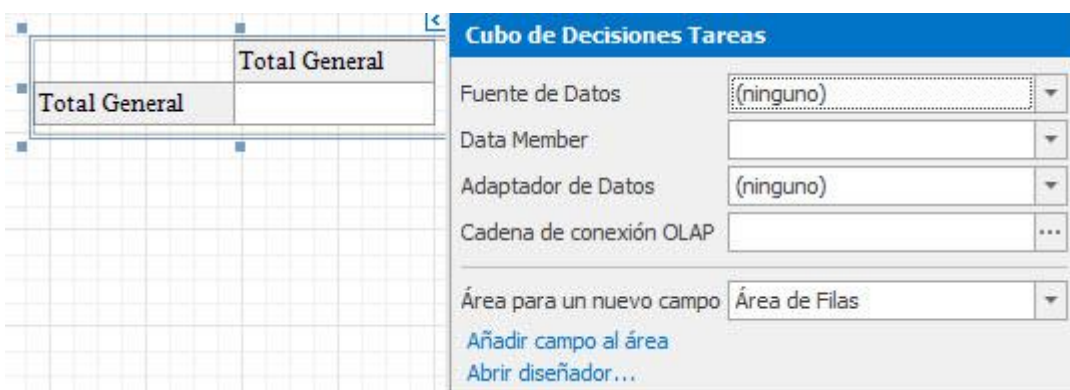 Total General
Total General
Cubo de Decisiones Tareas
Fuente de Datos (ninguno)
Data Member
Adaptador de Datos (ninguno)
Cadena de conexión OLAP ...
Área para un nuevo campo Área de Filas
Añadir campo al área
Abrir diseñador...